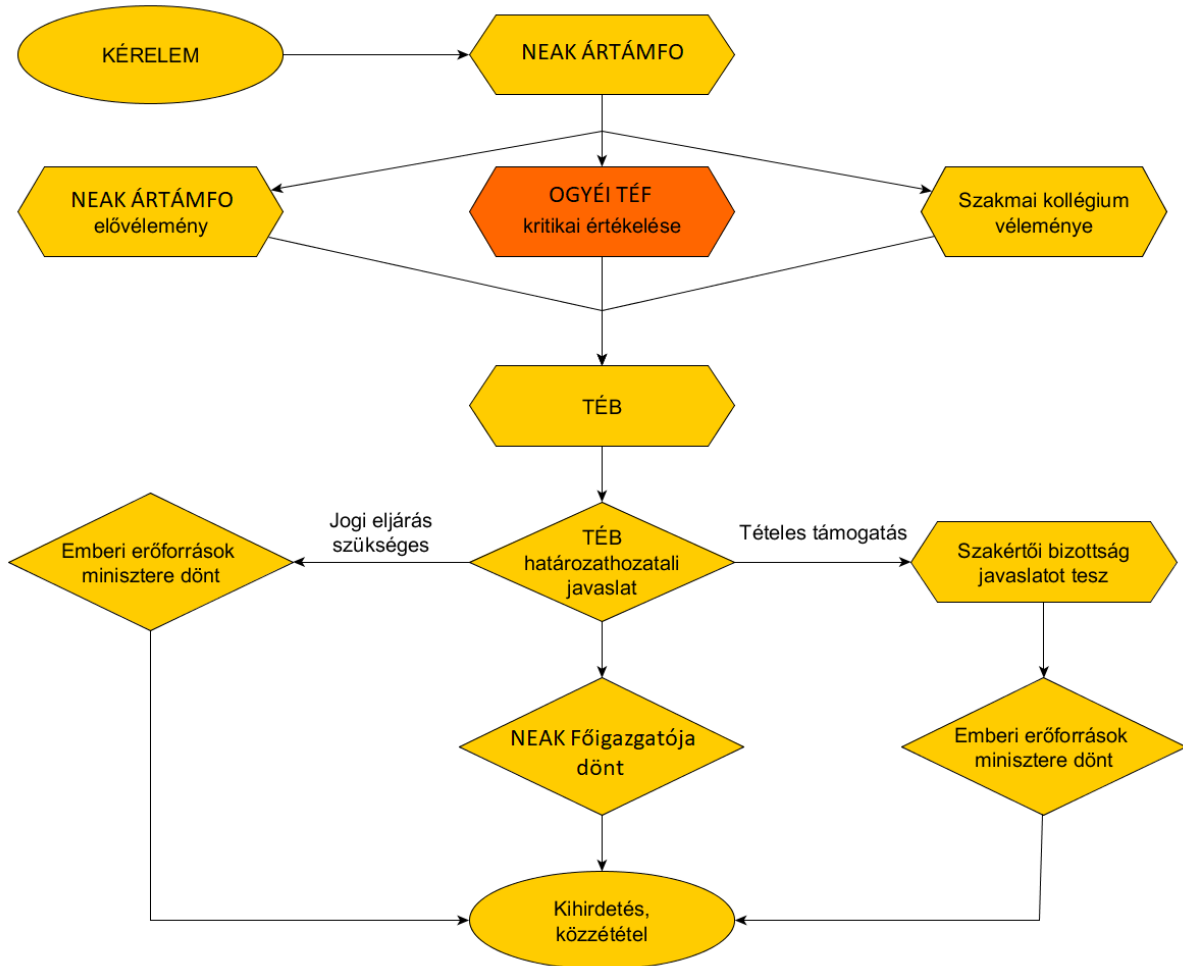 KÉRELEM
NEAK ÁRTÁMFO
NEAK ÁRTÁMFO
elővélemény
OGYÉI TÉF
kritikai értékelése
Szakmai kollégium
véleménye
TÉB
Emberi erőforrások
minisztere dönt
Jogi eljárás
szükséges
TÉB
határozathozatali
javaslat
Tételes támogatás
Szakértői bizottság
javaslatot tesz
NEAK Főigazgatója
dönt
Emberi erőforrások
minisztere dönt
Kihirdetés,
közzététel